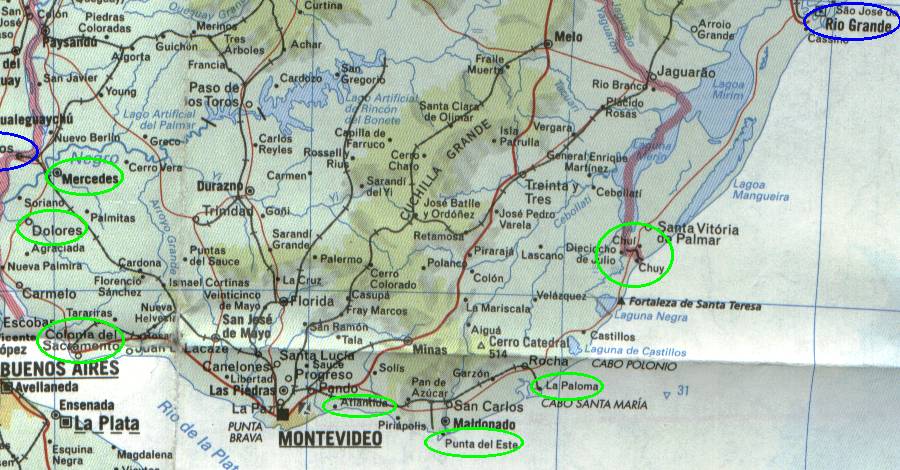 Curtina
Piedras
Coloradas
Colón
São José do
Rio Grande
Cassino
Paysandú
Merinos
Tres
Arboles
Guichón
Achar
Algorta
Francia
Melo
Arroio
Grande
Fraile
Muerto
Jaguarão
Rio Branco
San
Gregorio
Cardozo
San Javier
Young
Paso de
los Toros
Lago Artificial
de Rincón
del Bonete
Lago Artificial
del Palmar
Santa Clara
de Olimar
Placido
Rosas
Lagoa
Mirim
Nuevo Berlín
Greco
Carlos
Reyles
Capilla de
Farruco
Isla
Patrulla
Vergara
Negro
Cerro Vera
Mercedes
Rossell y
Rius
Cerro
Chato
General Enrique
Martínez
Carmen
CUCHILLA GRANDE
Durazno
Yí
Sarandí
del Yí
Treinta y
Tres
Cebollatí
Lagoa
Mangueira
Soriano
Palmitas
Trinidad
Goñi
José Batlle
y Ordóñez
José Pedro
Varela
Cebollatí
Dolores
Arroyo Grande
Agraciada
Sarandí
Grande
Retamosa
Pirarajá
Lascano
Dieciocho
de Julio
Chuí
Chuy
Santa Vitória
do Palmar
Nueva Palmira
Cardona
Puntas
del Sauce
Palermo
Polanco
Colón
Florencio
Sánchez
Ismael Cortinas
La Cruz
Cerro
Colorado
Carmelo
Veinticinco
de Mayo
Florida
Casupá
Fray Marcos
La Mariscala
Velázquez
Fortaleza de Santa Teresa
Laguna Negra
Tarariras
Nueva
Helvecia
San José
de Mayo
San Ramón
Aiguá
Escobar
Colonia del
Sacramento
Tala
Minas
Cerro Catedral
514
Castillos
Laguna de Castillos
Santa Lucía
Canelones
Sauce
Progreso
Solís
Garzón
Rocha
CABO POLONIO
BUENOS AIRES
Avellaneda
Libertad
Las Piedras
Pando
Pan de
Azúcar
La Paloma
CABO SANTA MARÍA
31
La Paz
Atlántida
San Carlos
Ensenada
La Plata
Río de la Plat
PUNTA
BRAVA
MONTEVIDEO
Piriápolis
Maldonado
Punta del Este
Esquina
Negra
Magdalena